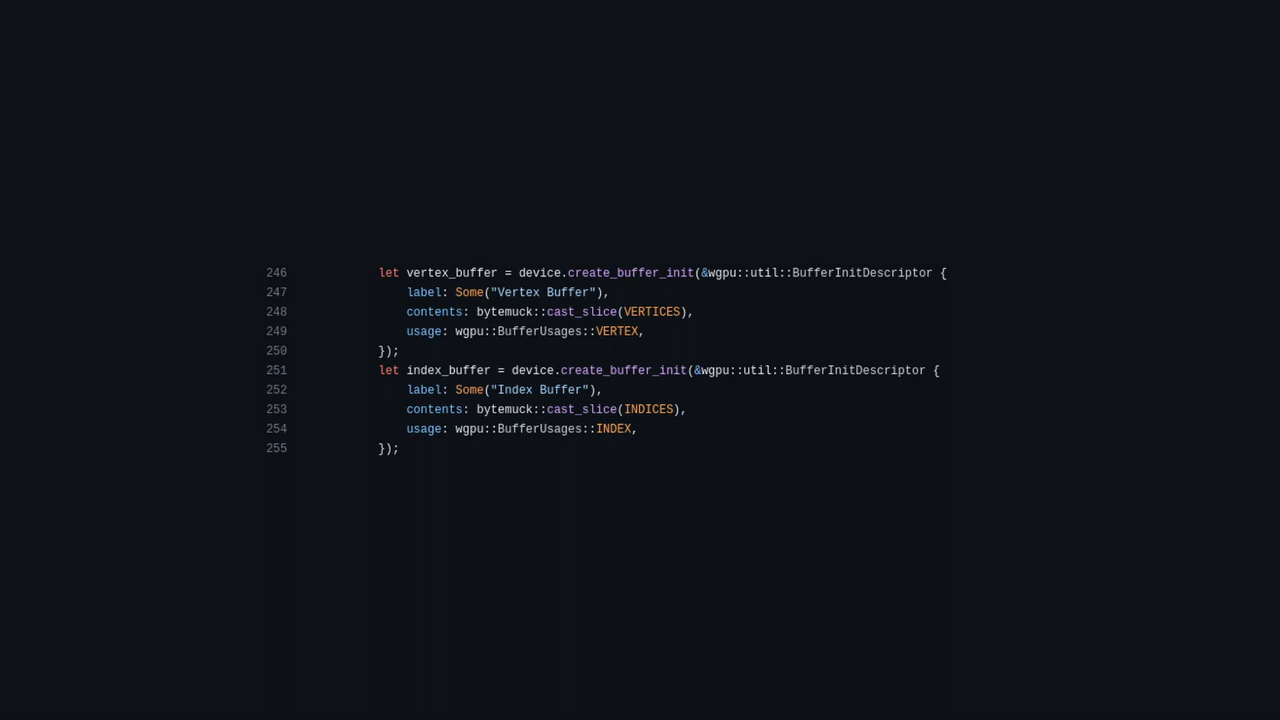 246 let vertex_buffer = device.create_buffer_init(&wgpu::util::BufferInitDescriptor {
247 label: Some("Vertex Buffer"),
248 contents: bytemuck::cast_slice(VERTICES),
249 usage: wgpu::BufferUsages::VERTEX,
250 });
251 let index_buffer = device.create_buffer_init(&wgpu::util::BufferInitDescriptor {
252 label: Some("Index Buffer"),
253 contents: bytemuck::cast_slice(INDICES),
254 usage: wgpu::BufferUsages::INDEX,
255 });